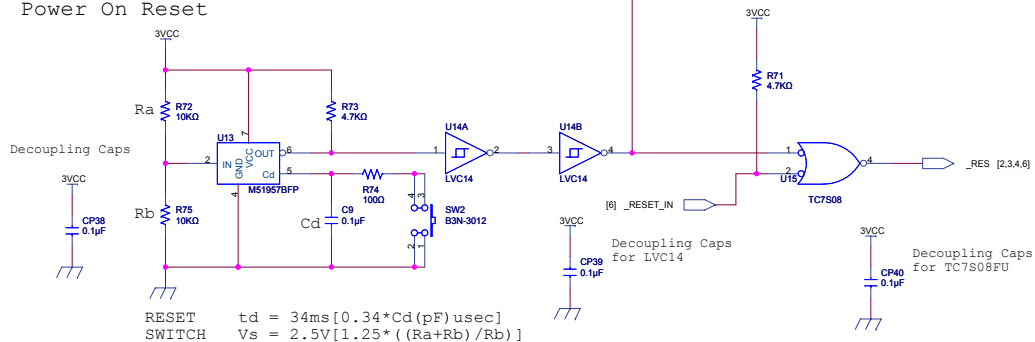 Power On Reset
3VCC
3VCC
Ra
R72
10KΩ
R73
4.7KΩ
R71
4.7KΩ
Decoupling Caps
U13
7
VCC
2
IN
OUT
6
GND
Cd
5
4
M51957BFP
U14A
1
2
LVC14
U14B
3
4
LVC14
1
2
4
U15
TC7S08
_RES [2,3,4,6]
3VCC
CP38
0.1µF
Rb
R75
10KΩ
Cd
C9
0.1µF
R74
100Ω
4
3
SW2
B3N-3012
2
1
[6] _RESET_IN
3VCC
CP39
0.1µF
Decoupling Caps
for LVC14
3VCC
CP40
0.1µF
Decoupling Caps
for TC7S08FU
RESET td = 34ms[0.34*Cd(pF)usec]
SWITCH Vs = 2.5V[1.25*((Ra+Rb)/Rb)]